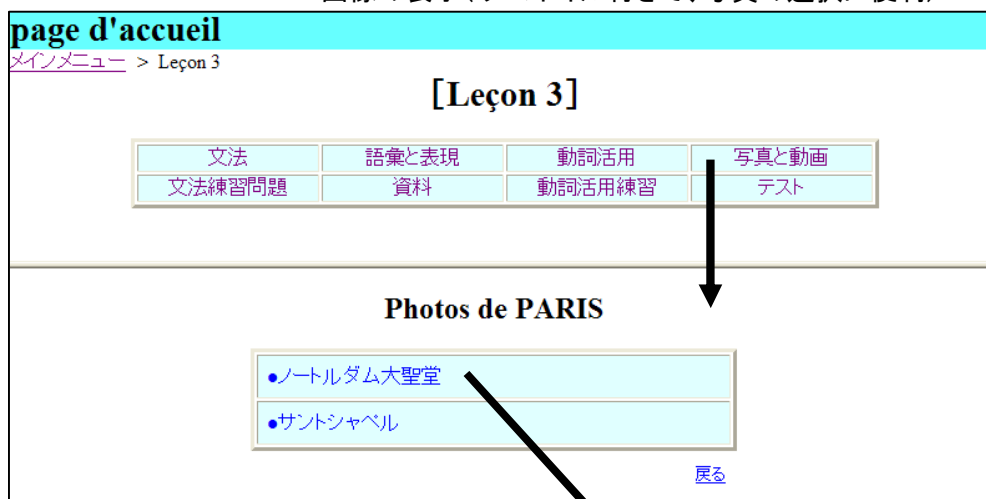 page d'accueil
メインメニュー > Leçon 3
[Leçon 3]
文法 語彙と表現 動詞活用 写真と動画
文法練習問題 資料 動詞活用練習 テスト
Photos de PARIS
●ノートルダム大聖堂
●サントシャペル
戻る